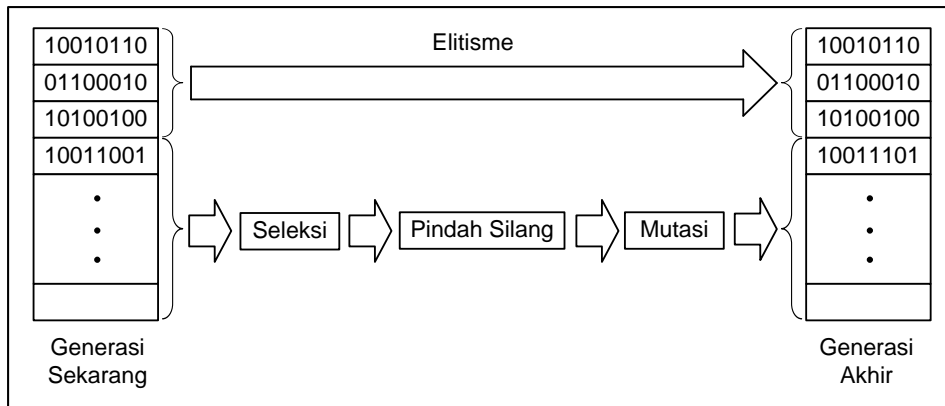 Elitisme
10010110
01100010
10100100
10011001
10010110
01100010
10100100
10011101
Seleksi
Pindah Silang
Mutasi
Generasi
Sekarang
Generasi
Akhir